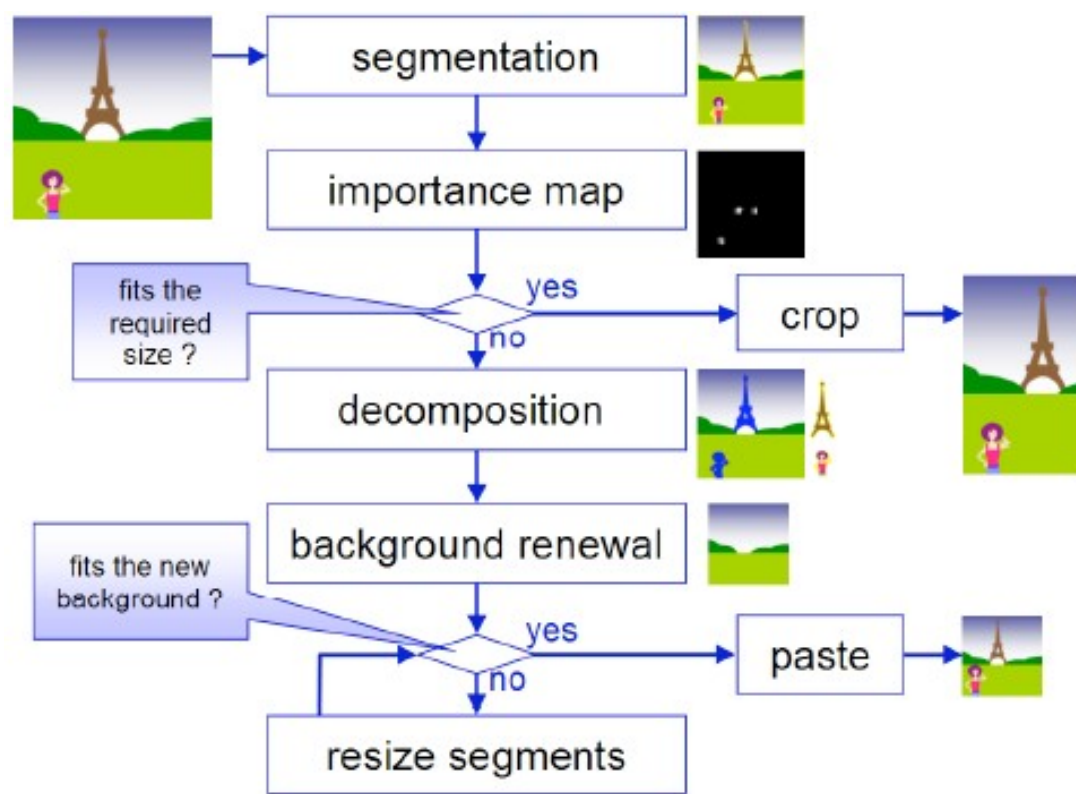 segmentation
importance map
fits the
required
size ?
yes
no
crop
decomposition
background renewal
fits the new
background ?
yes
no
paste
resize segments